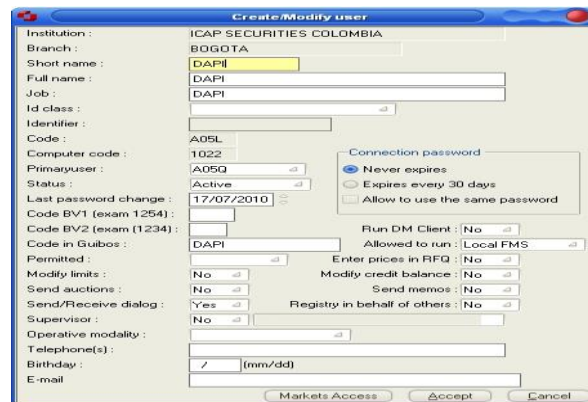 Create/Modify user
Institution : ICAP SECURITIES COLOMBIA
Branch : BOGOTA
Short name : DAPI
Full name : DAPI
Job : DAPI
Id class :
Identifier :
Code : A05L
Computer code : 1022
Connection password
Primaryuser : A05Q Never expires
Status : Active Expires every 30 days
Last password change : 17/07/2010 Allow to use the same password
Code BV1 (exam 1254) :
Code BV2 (exam (1234) : Run DM Client : No
Code in Guibos : DAPI Allowed to run : Local FMS
Permitted : Enter prices in RFQ : No
Modify limits : No Modify credit balance : No
Send auctions : No Send memos : No
Send/Receive dialog : Yes Registry in behalf of others : No
Supervisor : No
Operative modality :
Telephone(s) :
Birthday : / (mm/dd)
E-mail
Markets Access Accept Cancel